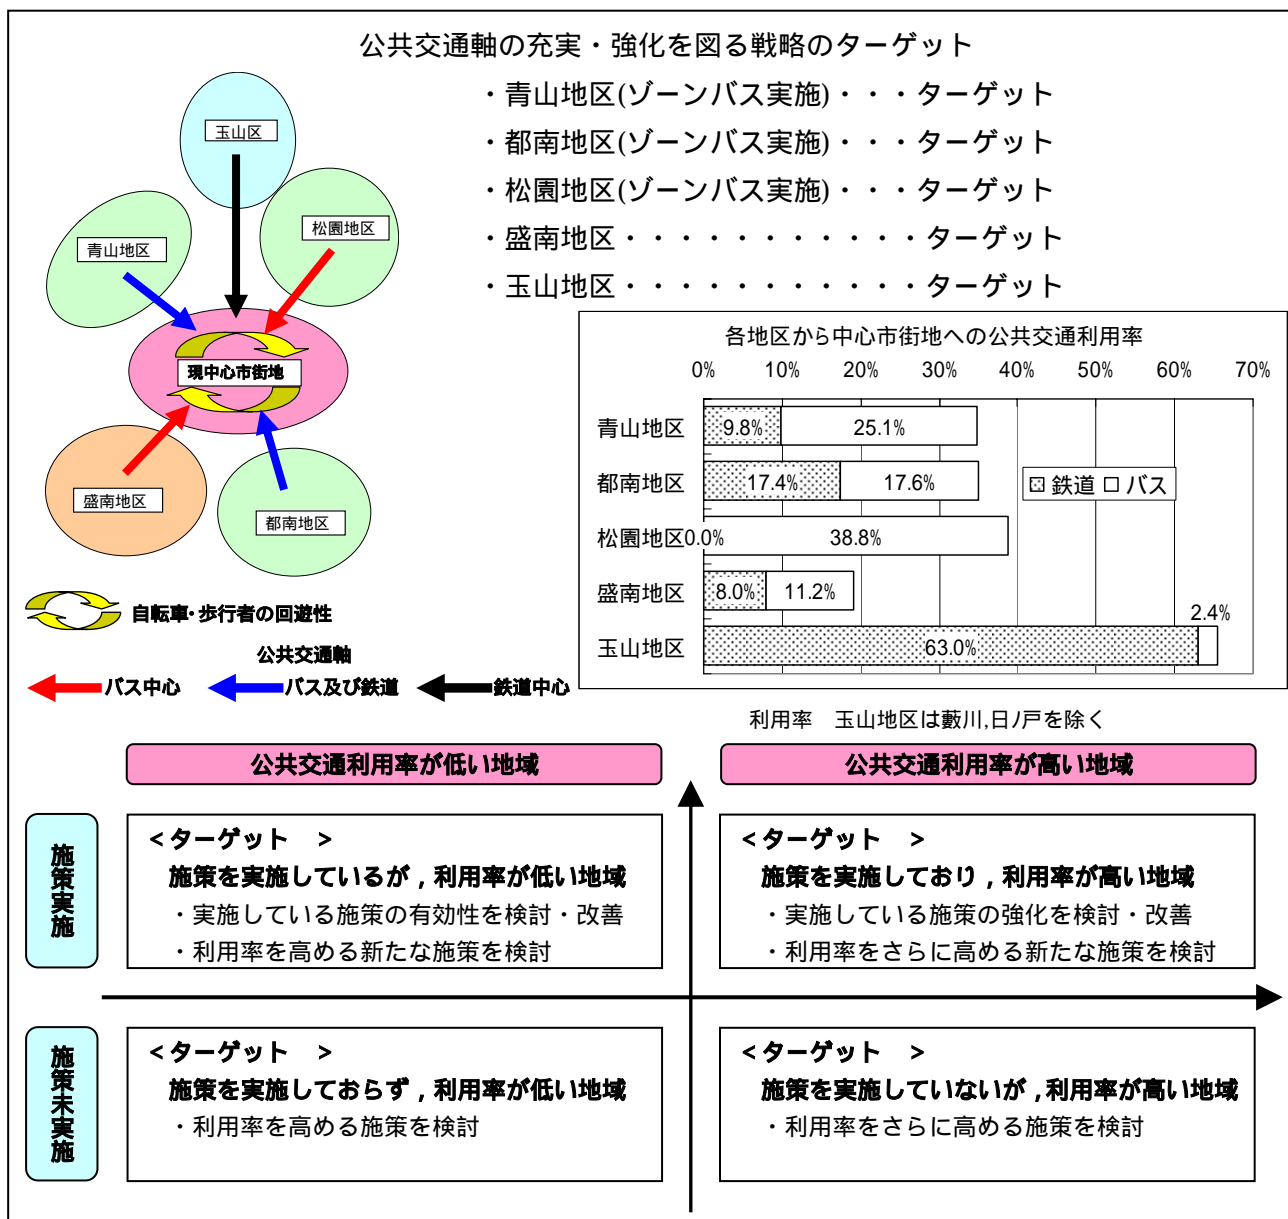 公共交通軸の充実・強化を図る戦略のターゲット
・青山地区(ゾーンバス実施)・・・ターゲット
・都南地区(ゾーンバス実施)・・・ターゲット
・松園地区(ゾーンバス実施)・・・ターゲット
・盛南地区・・・・・・・・・・・ターゲット
・玉山地区・・・・・・・・・・・ターゲット
玉山区
松園地区
青山地区
現中心市街地
盛南地区
都南地区
自転車・歩行者の回遊性
公共交通軸
バス中心
バス及び鉄道
鉄道中心
各地区から中心市街地への公共交通利用率
0% 10% 20% 30% 40% 50% 60% 70%
青山地区 9.8% 25.1%
都南地区 17.4% 17.6%
鉄道 バス
松園地区 0.0% 38.8%
盛南地区 8.0% 11.2%
2.4%
玉山地区 63.0%
利用率 玉山地区は藪川,日ノ戸を除く
公共交通利用率が低い地域
公共交通利用率が高い地域
施策実施
<ターゲット >
施策を実施しているが,利用率が低い地域
・実施している施策の有効性を検討・改善
・利用率を高める新たな施策を検討
<ターゲット >
施策を実施しており,利用率が高い地域
・実施している施策の強化を検討・改善
・利用率をさらに高める新たな施策を検討
施策未実施
<ターゲット >
施策を実施しておらず,利用率が低い地域
・利用率を高める施策を検討
<ターゲット >
施策を実施していないが,利用率が高い地域
・利用率をさらに高める施策を検討